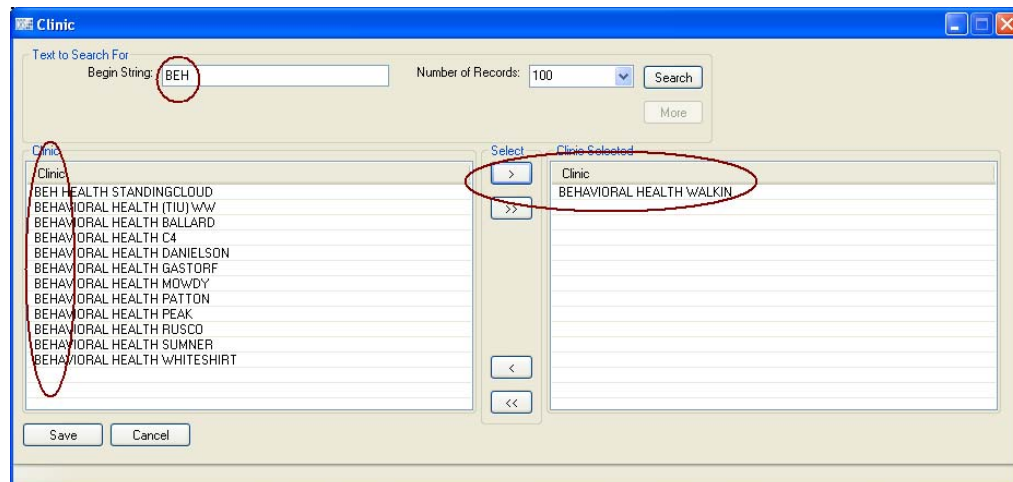 Clinic
Text to Search For
Begin String: BEH Number of Records: 100 Search
More
Clinic
Clinic
BEH HEALTH STANDINGCLOUD
BEHAVIORAL HEALTH (TIU) WW
BEHAVIORAL HEALTH BALLARD
BEHAVIORAL HEALTH C4
BEHAVIORAL HEALTH DANIELSON
BEHAVIORAL HEALTH GASTORF
BEHAVIORAL HEALTH MOWDY
BEHAVIORAL HEALTH PATTON
BEHAVIORAL HEALTH PEAK
BEHAVIORAL HEALTH RUSCO
BEHAVIORAL HEALTH SUMNER
BEHAVIORAL HEALTH WHITESHIRT
Select
>
>>
<
<<
Clinic Selected
Clinic
BEHAVIORAL HEALTH WALKIN
Save Cancel